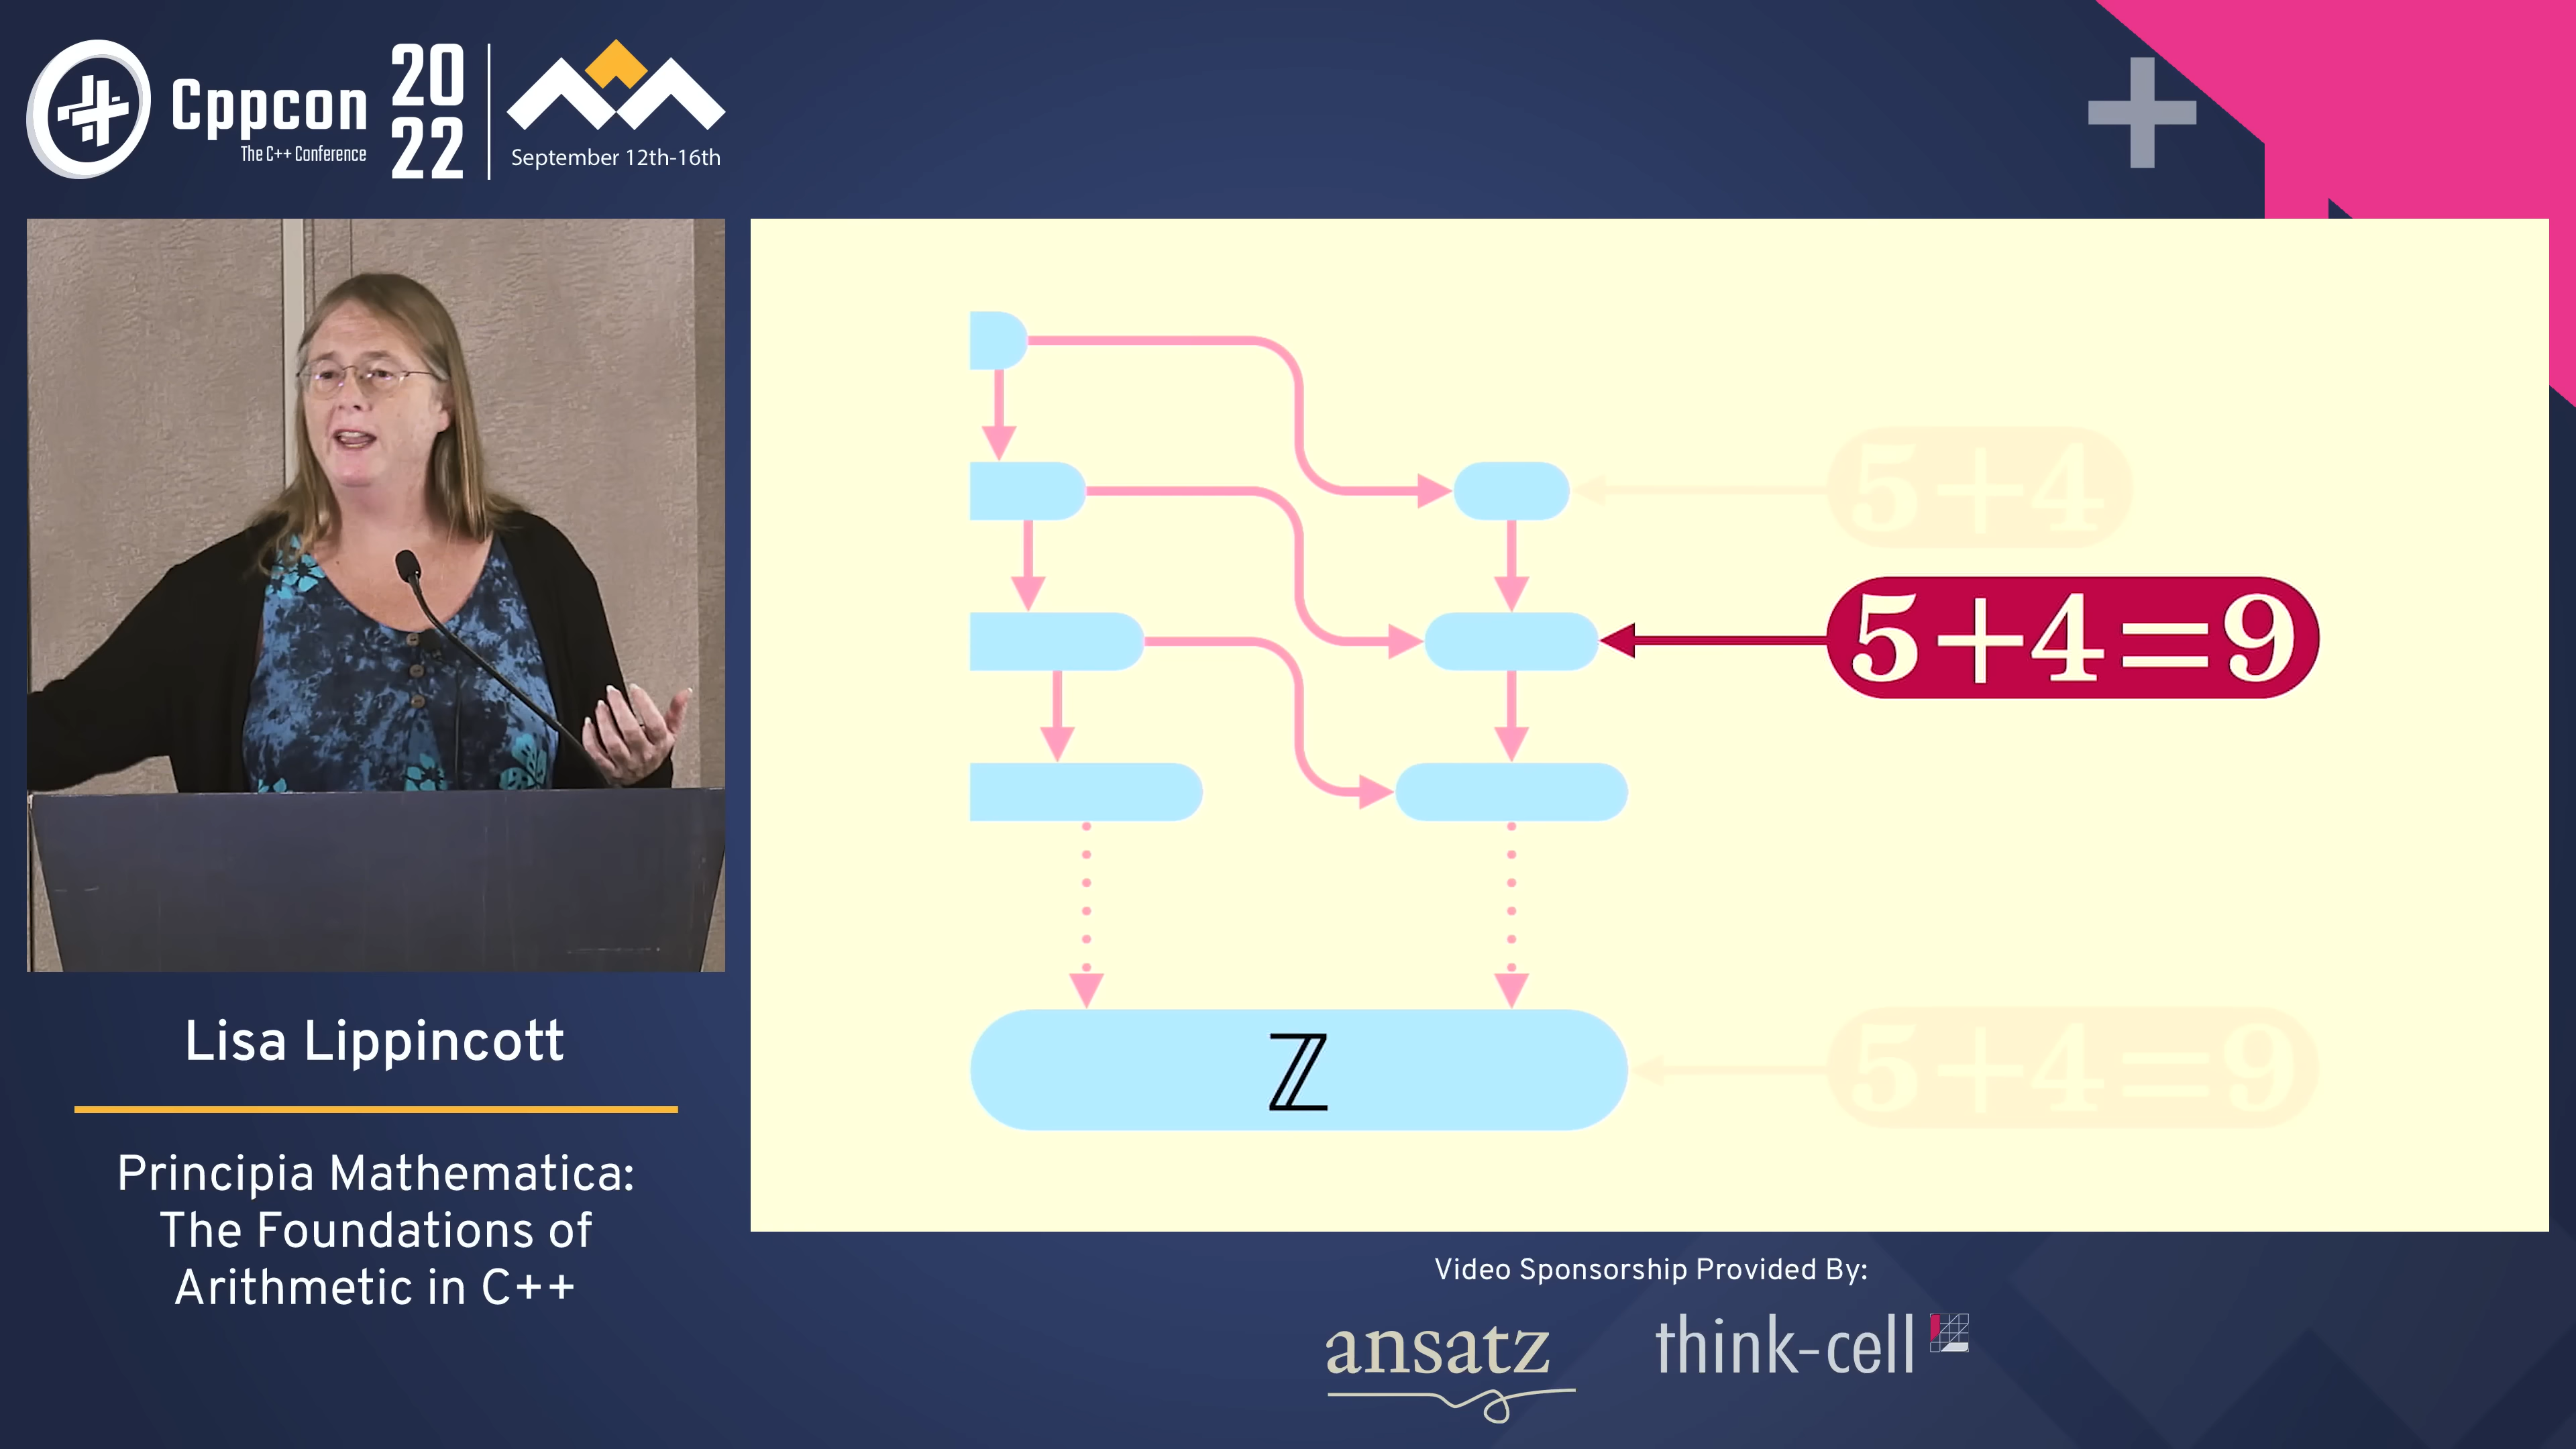 Cppcon
The C++ Conference
20
22
September 12th-16th
5+4
5+4=9
ℤ
5+4=9
Lisa Lippincott
Principia Mathematica:
The Foundations of
Arithmetic in C++
Video Sponsorship Provided By:
ansatz
think-cell